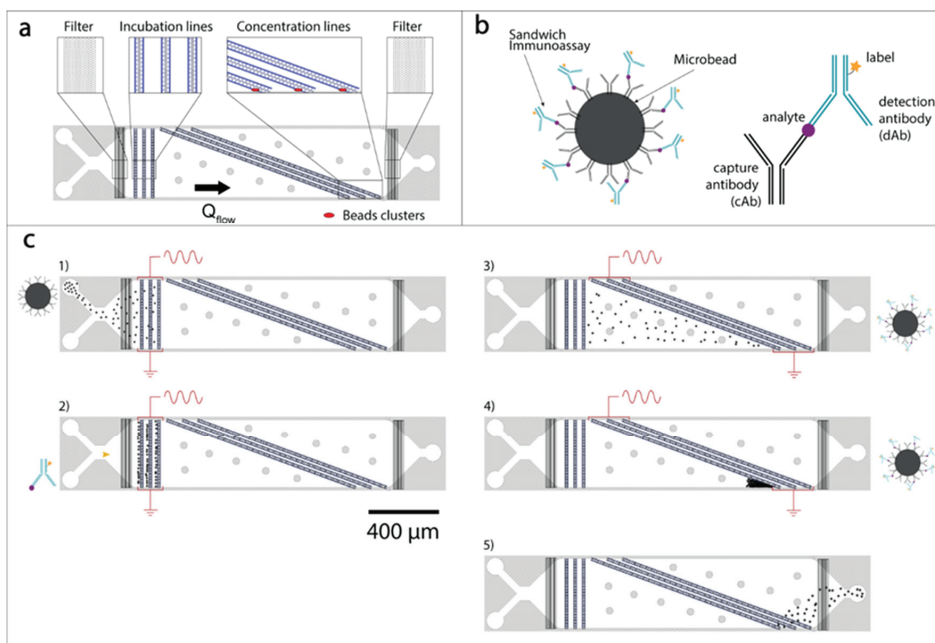 a
Filter
Incubation lines
Concentration lines
Filter
Qflow
Beads clusters
b
Sandwich
Immunoassay
Microbead
label
analyte
detection
antibody
(dAb)
capture
antibody
(cAb)
c
1)
2)
400 µm
3)
4)
5)